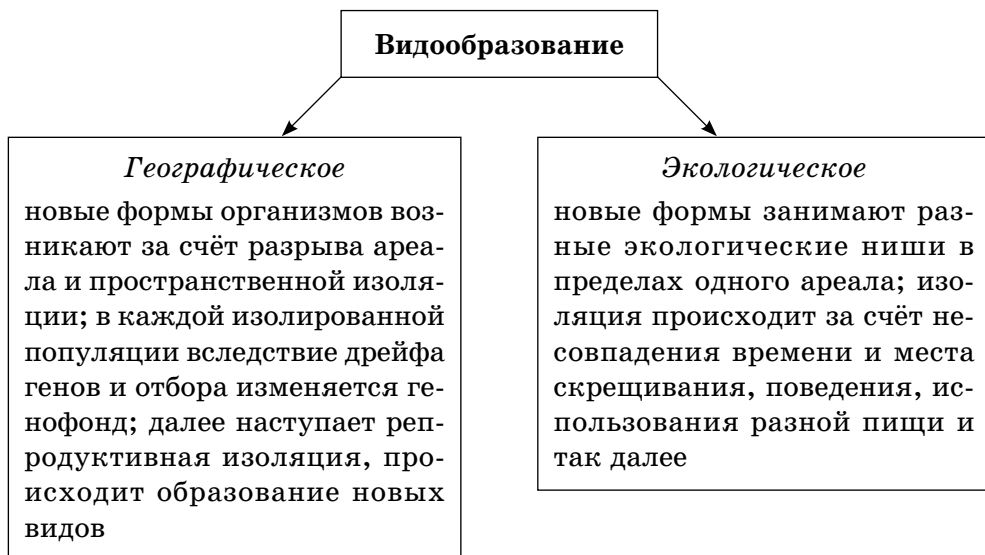 Видообразование
Географическое
новые формы организмов воз-
никают за счёт разрыва ареа-
ла и пространственной изоля-
ции; в каждой изолированной
популяции вследствие дрейфа
генов и отбора изменяется ге-
нофонд; далее наступает реп-
родуктивная изоляция, про-
исходит образование новых
видов
Экологическое
новые формы занимают раз-
ные экологические ниши в
пределах одного ареала; изо-
ляция происходит за счёт не-
совпадения времени и места
скрещивания, поведения, ис-
пользования разной пищи и
так далее